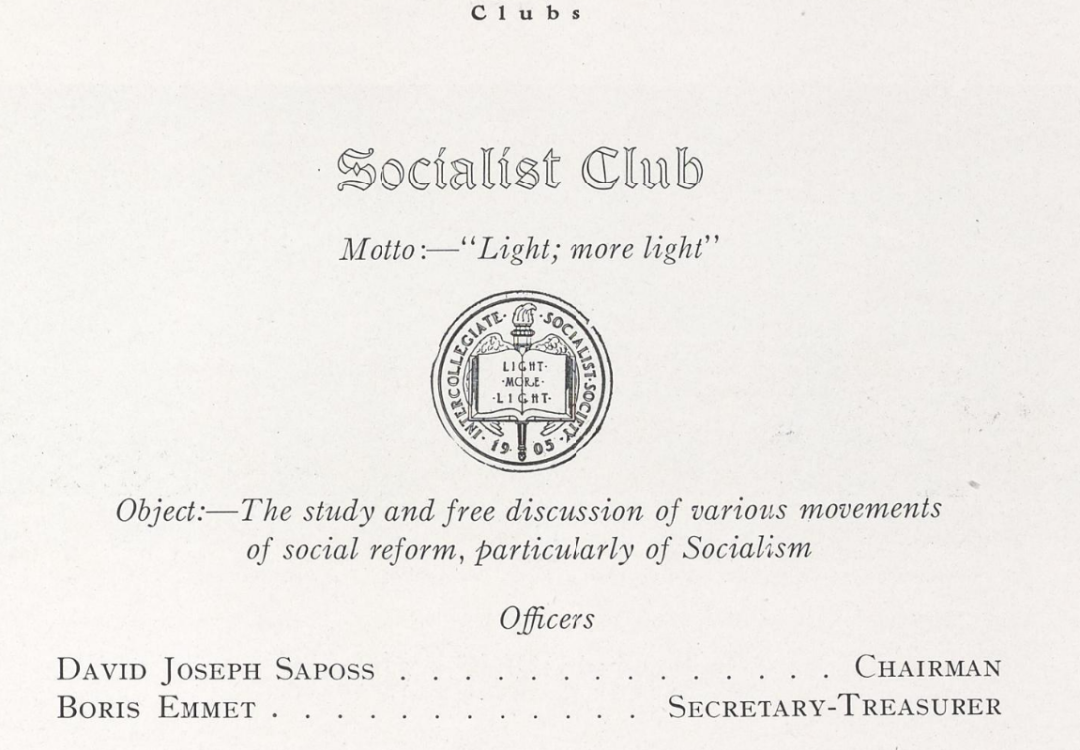 Clubs
Socialist Club
Motto:—“Light; more light”
· INTERCOLLEGIATE · SOCIALIST · SOCIETY ·
LIGHT·
·MORE·
·LIGHT·
19 05
Object:—The study and free discussion of various movements
of social reform, particularly of Socialism
Officers
David Joseph Saposs . . . . . . . . . . . . . . Chairman
Boris Emmet . . . . . . . . . . . . Secretary-Treasurer